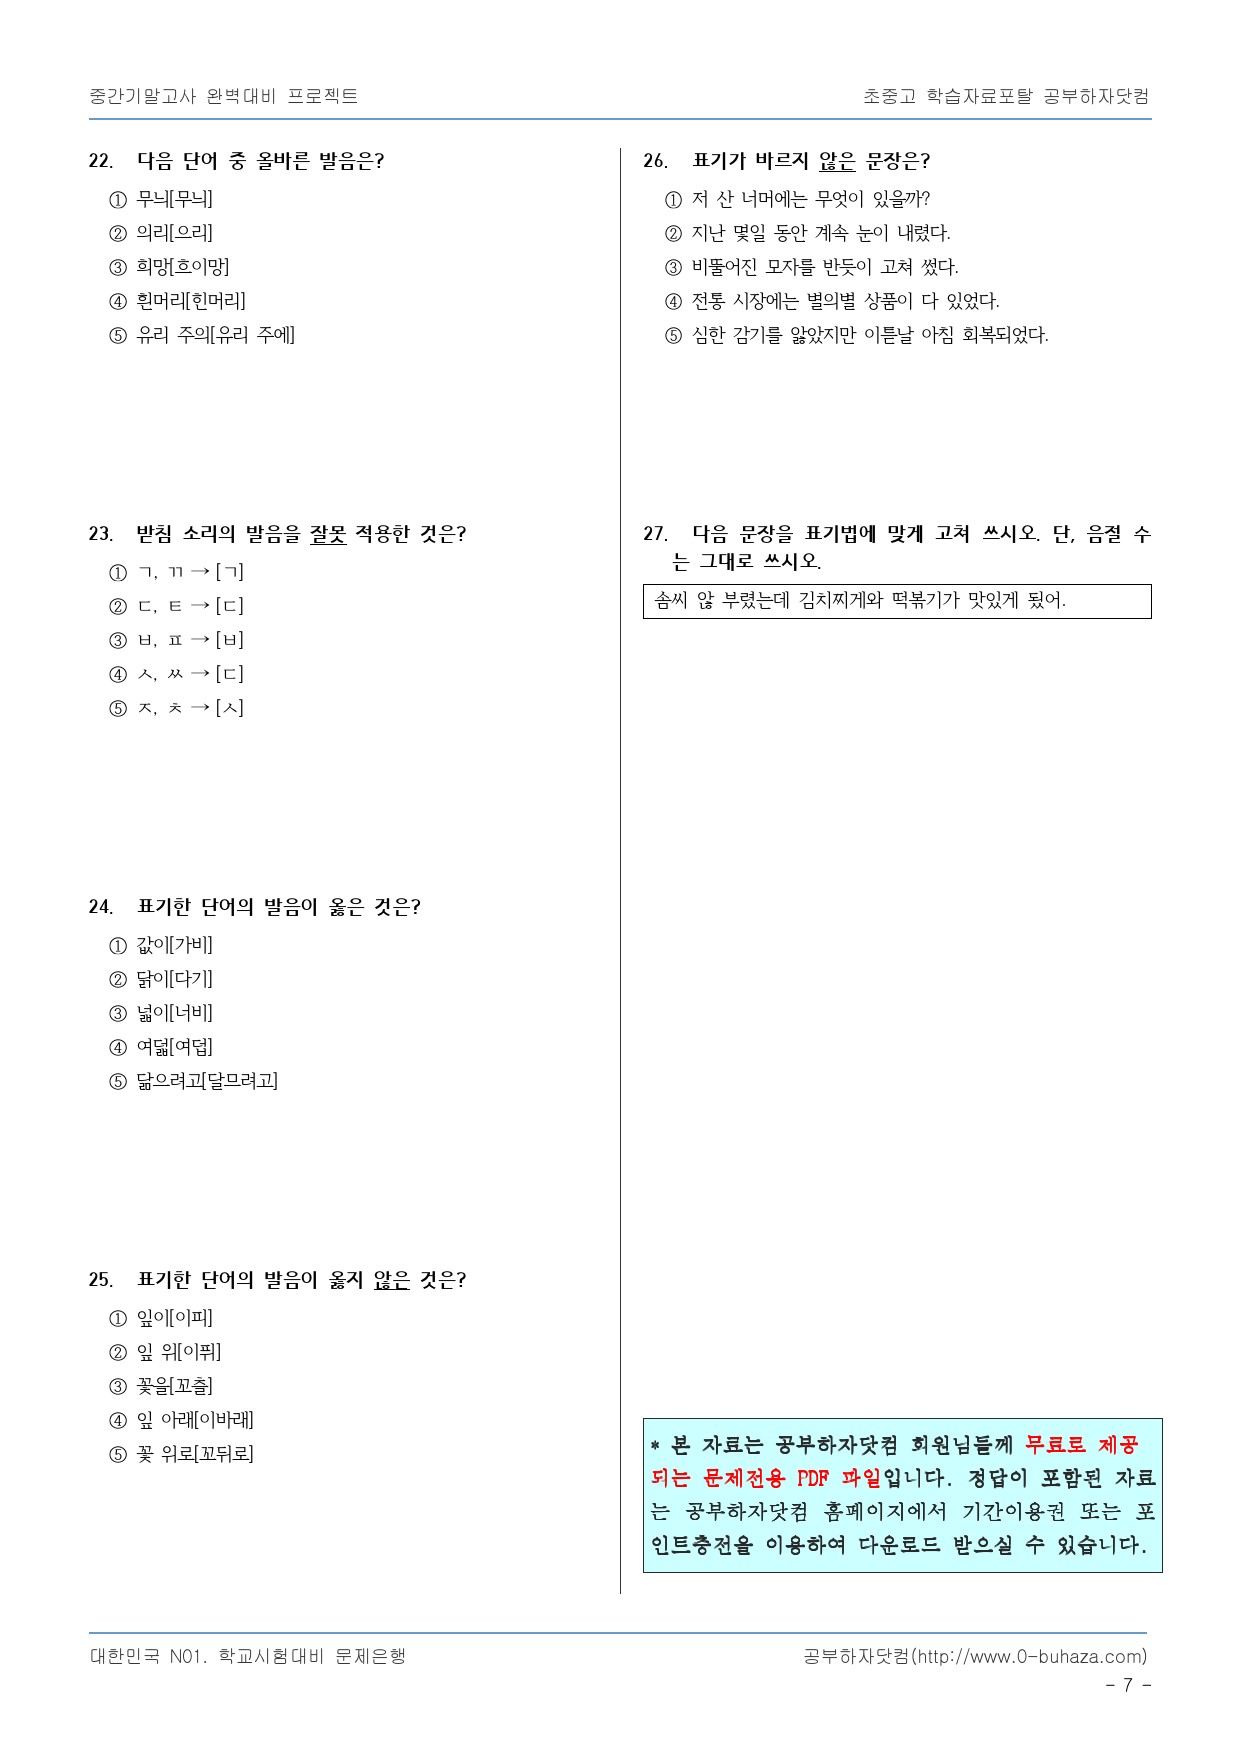 중간기말고사 완벽대비 프로젝트
초중고 학습자료포탈 공부하자닷컴
22. 다음 단어 중 올바른 발음은?
① 무늬[무늬]
② 의리[으리]
③ 희망[흐이망]
④ 흰머리[힌머리]
⑤ 유리 주의[유리 주에]
23. 받침 소리의 발음을 잘못 적용한 것은?
① ㄱ, ㄲ → [ㄱ]
② ㄷ, ㅌ → [ㄷ]
③ ㅂ, ㅍ → [ㅂ]
④ ㅅ, ㅆ → [ㄷ]
⑤ ㅈ, ㅊ → [ㅅ]
24. 표기한 단어의 발음이 옳은 것은?
① 값이[가비]
② 닭이[다기]
③ 넓이[너비]
④ 여덟[여덥]
⑤ 닮으려고[달므려고]
25. 표기한 단어의 발음이 옳지 않은 것은?
① 잎이[이피]
② 잎 위[이퓌]
③ 꽃을[꼬츨]
④ 잎 아래[이바래]
⑤ 꽃 위로[꼬뒤로]
26. 표기가 바르지 않은 문장은?
① 저 산 너머에는 무엇이 있을까?
② 지난 몇일 동안 계속 눈이 내렸다.
③ 비뚤어진 모자를 반듯이 고쳐 썼다.
④ 전통 시장에는 별의별 상품이 다 있었다.
⑤ 심한 감기를 앓았지만 이튿날 아침 회복되었다.
27. 다음 문장을 표기법에 맞게 고쳐 쓰시오. 단, 음절 수
는 그대로 쓰시오.
솜씨 않 부렸는데 김치찌게와 떡볶기가 맛있게 됬어.
* 본 자료는 공부하자닷컴 회원님들께 무료로 제공
되는 문제전용 PDF 파일입니다. 정답이 포함된 자료
는 공부하자닷컴 홈페이지에서 기간이용권 또는 포
인트충전을 이용하여 다운로드 받으실 수 있습니다.
대한민국 N01. 학교시험대비 문제은행
공부하자닷컴(http://www.0-buhaza.com)
- 7 -